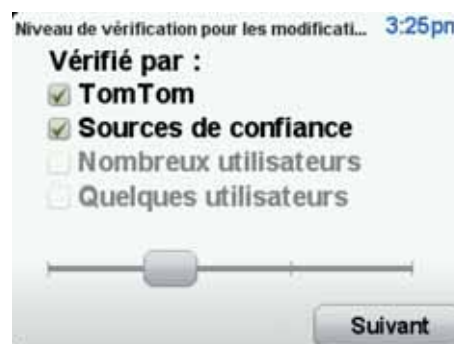 Niveau de vérification pour les modificati... 3:25pm
Vérifié par :
TomTom
Sources de confiance
Nombreux utilisateurs
Quelques utilisateurs
Suivant